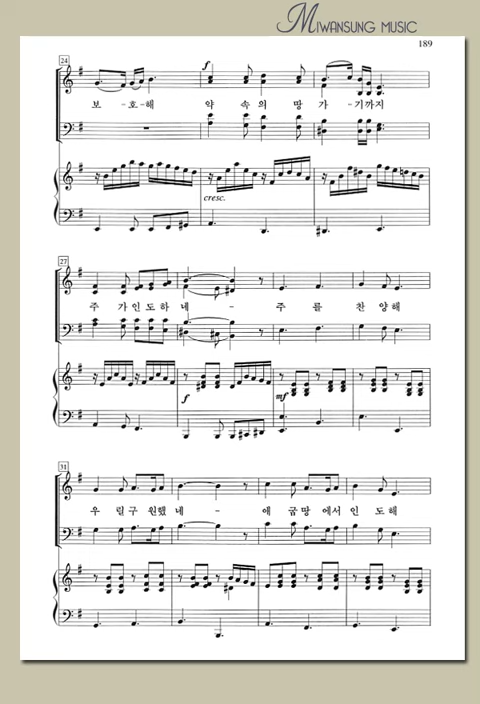 MIWANSUNG MUSIC
189
24
f
보 - 호 - 해 약 속의 땅 가 - 기까지
cresc.
27
주 가인도하 네 - 주 를 찬 양해
f
mf
31
우 릴구 원했 네 - 애 굽땅 에서 인 도해